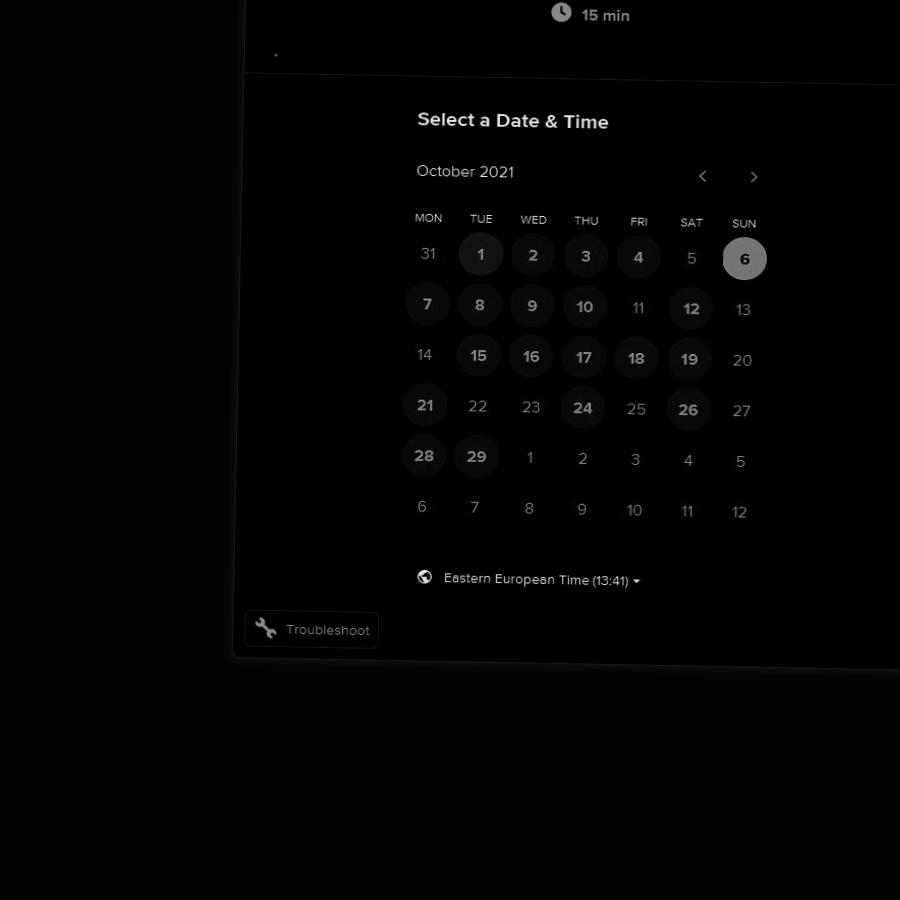 15 min
Select a Date & Time
October 2021
MON TUE WED THU FRI SAT SUN
31 1 2 3 4 5 6
7 8 9 10 11 12 13
14 15 16 17 18 19 20
21 22 23 24 25 26 27
28 29 1 2 3 4 5
6 7 8 9 10 11 12
Eastern European Time (13:41)
Troubleshoot